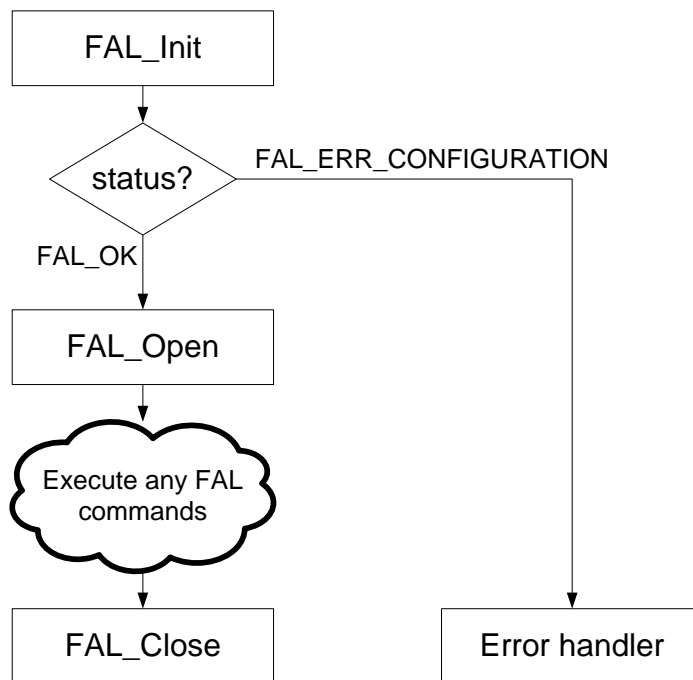 FAL_Init
status?
FAL_ERR_CONFIGURATION
FAL_OK
FAL_Open
Execute any FAL
commands
FAL_Close
Error handler